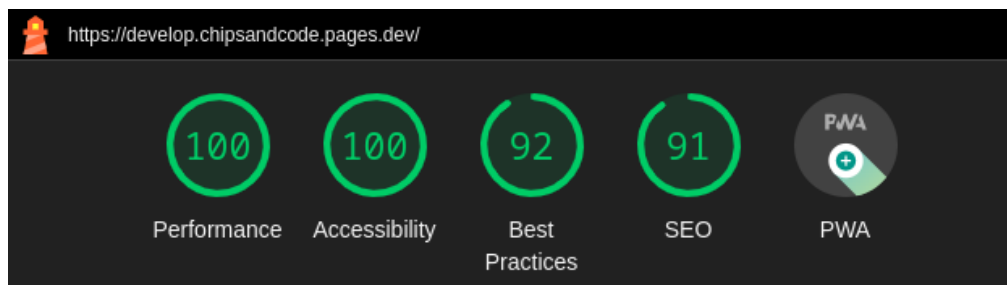 https://develop.chipsandcode.pages.dev/
100 100 92 91 PWA
Performance Accessibility Best Practices SEO PWA